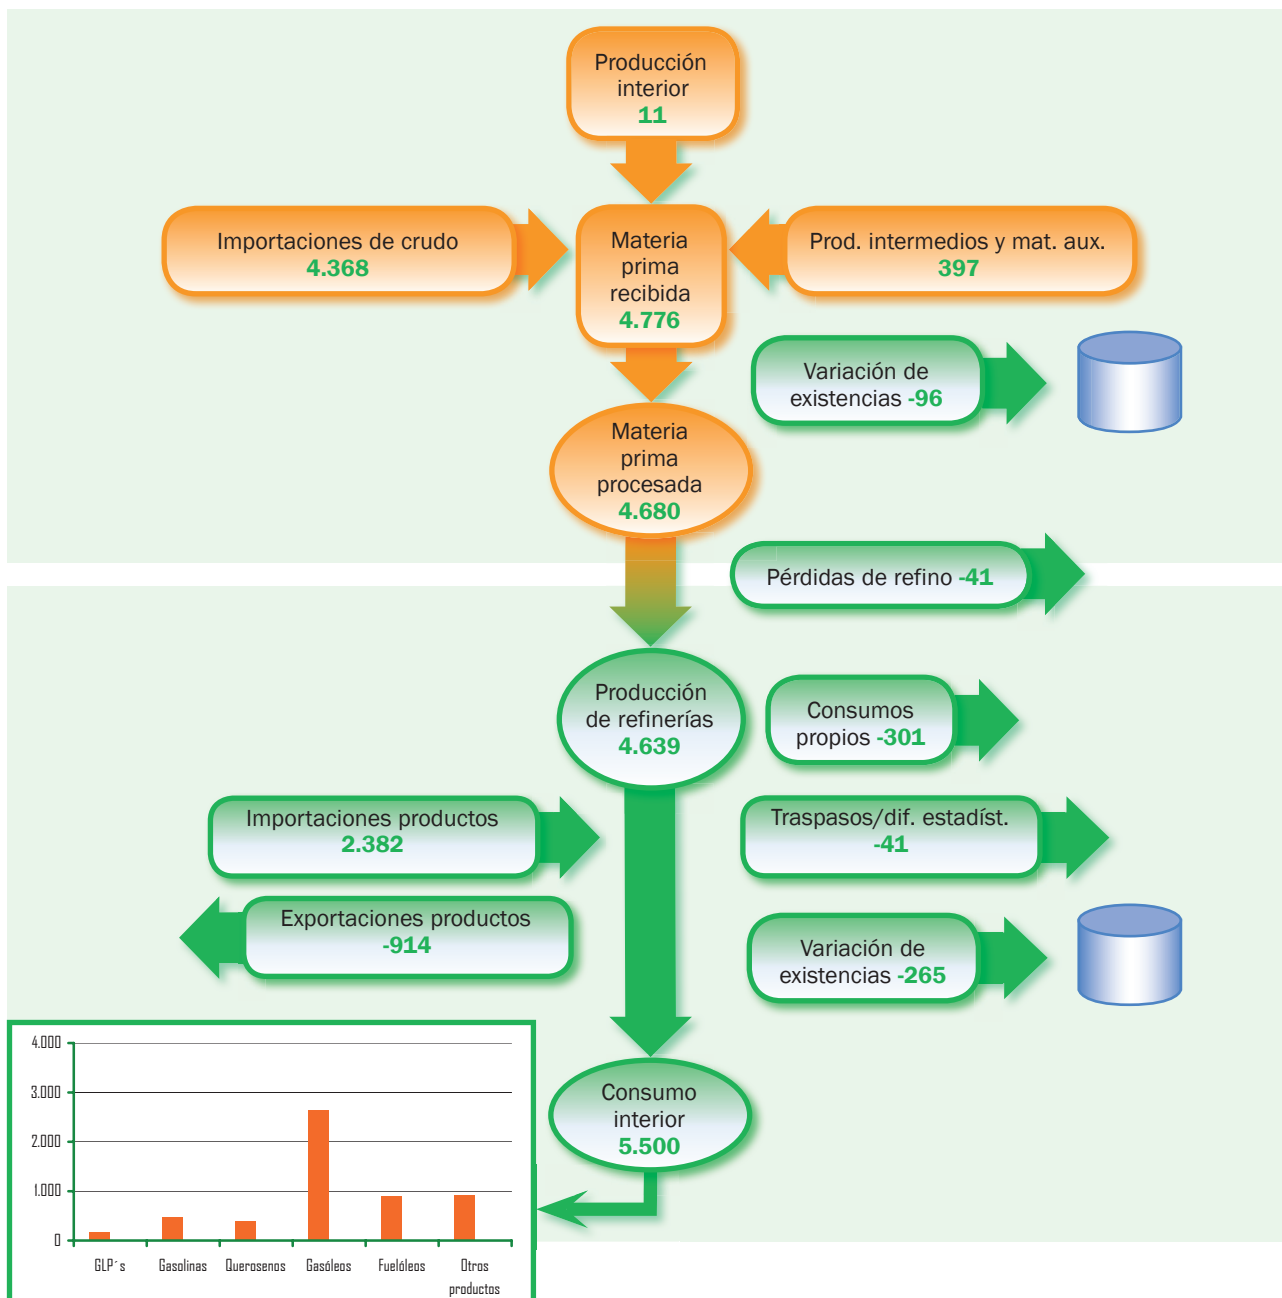 Producción
interior
11
Importaciones de crudo
4.368
Materia
prima
recibida
4.776
Prod. intermedios y mat. aux.
397
Variación de
existencias -96
Materia
prima
procesada
4.680
Pérdidas de refino -41
Producción
de refinerías
4.639
Consumos
propios -301
Importaciones productos
2.382
Traspasos/dif. estadíst.
-41
Exportaciones productos
-914
Variación de
existencias -265
Consumo
interior
5.500
4.000
3.000
2.000
1.000
0
GLP´s
Gasolinas
Querosenos
Gasóleos
Fuelóleos
Otros
productos